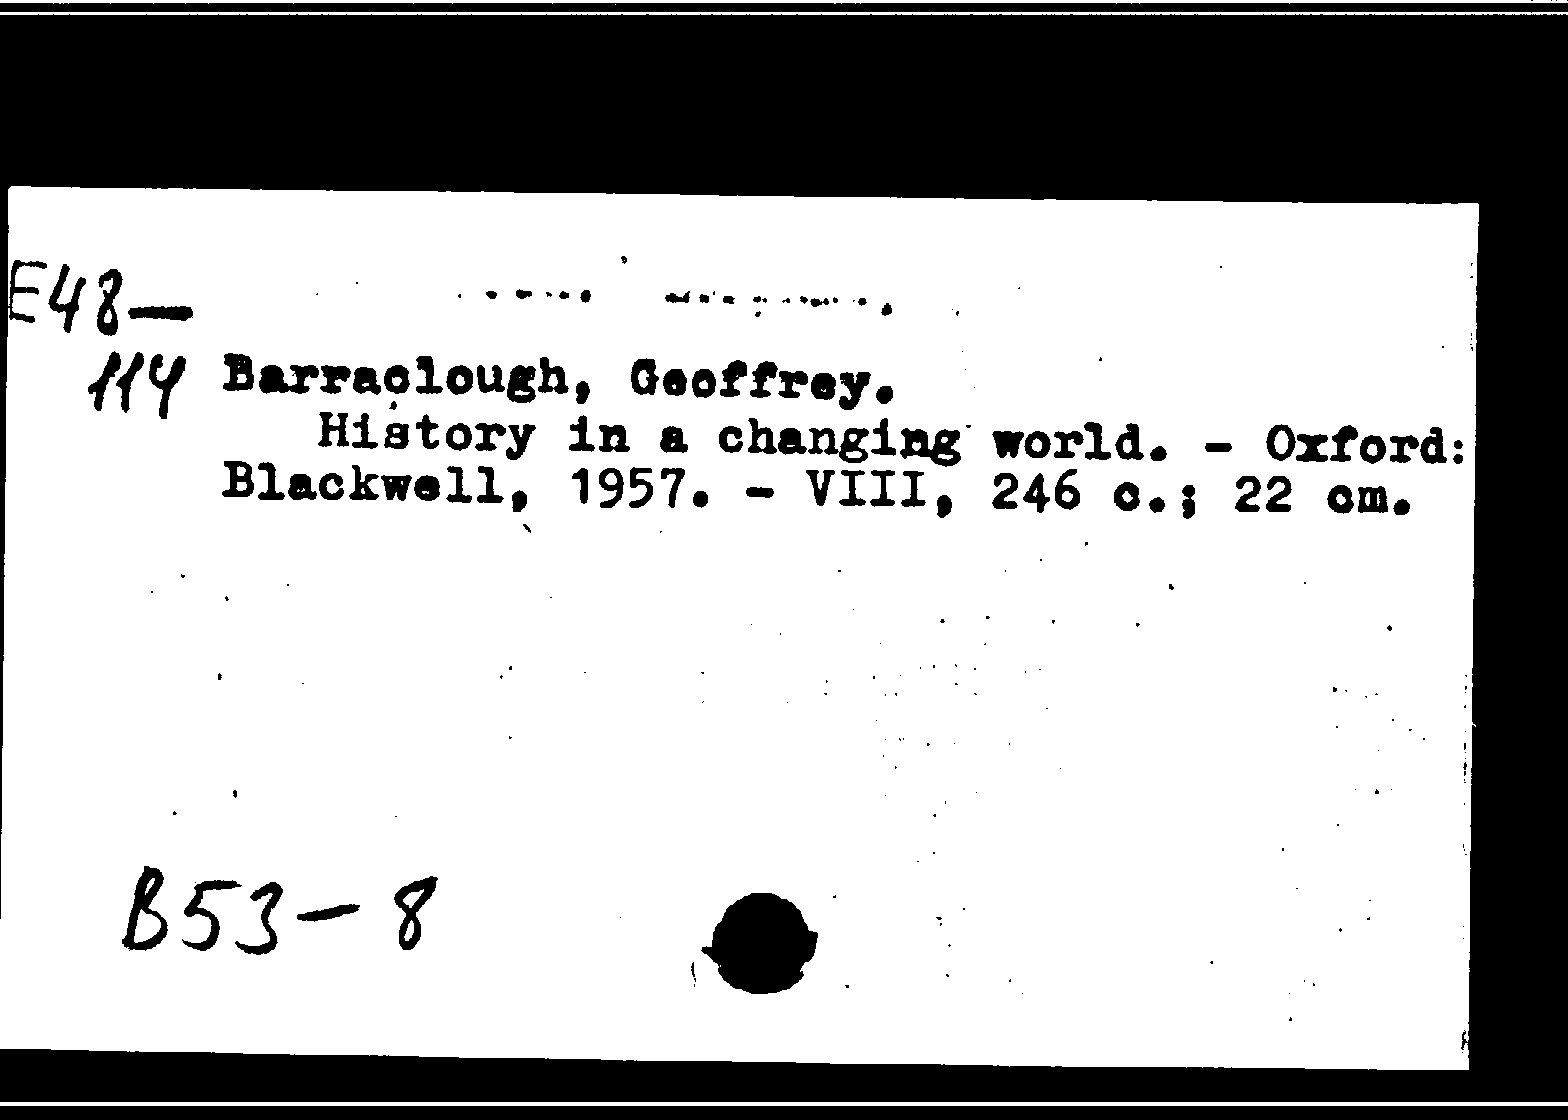 E48—
114 Barraclough, Geoffrey.
History in a changing world. - Oxford:
Blackwell, 1957. - VIII, 246 c.; 22 cm.
B53-8